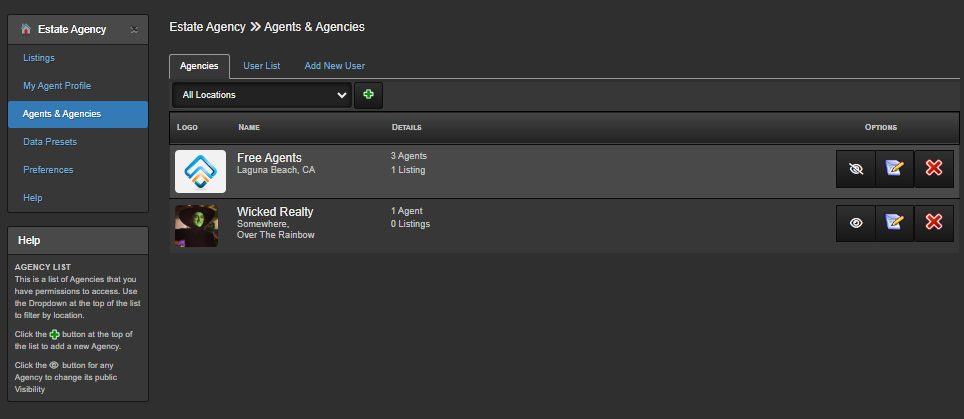 Estate Agency
Listings
My Agent Profile
Agents & Agencies
Data Presets
Preferences
Help
Help
AGENCY LIST
This is a list of Agencies that you
have permissions to access. Use
the Dropdown at the top of the list
to filter by location.
Click the button at the top of
the list to add a new Agency.
Click the button for any
Agency to change its public
Visibility
Estate Agency » Agents & Agencies
Agencies User List Add New User
All Locations
Logo Name Details Options
Free Agents
Laguna Beach, CA
3 Agents
1 Listing
Wicked Realty
Somewhere,
Over The Rainbow
1 Agent
0 Listings